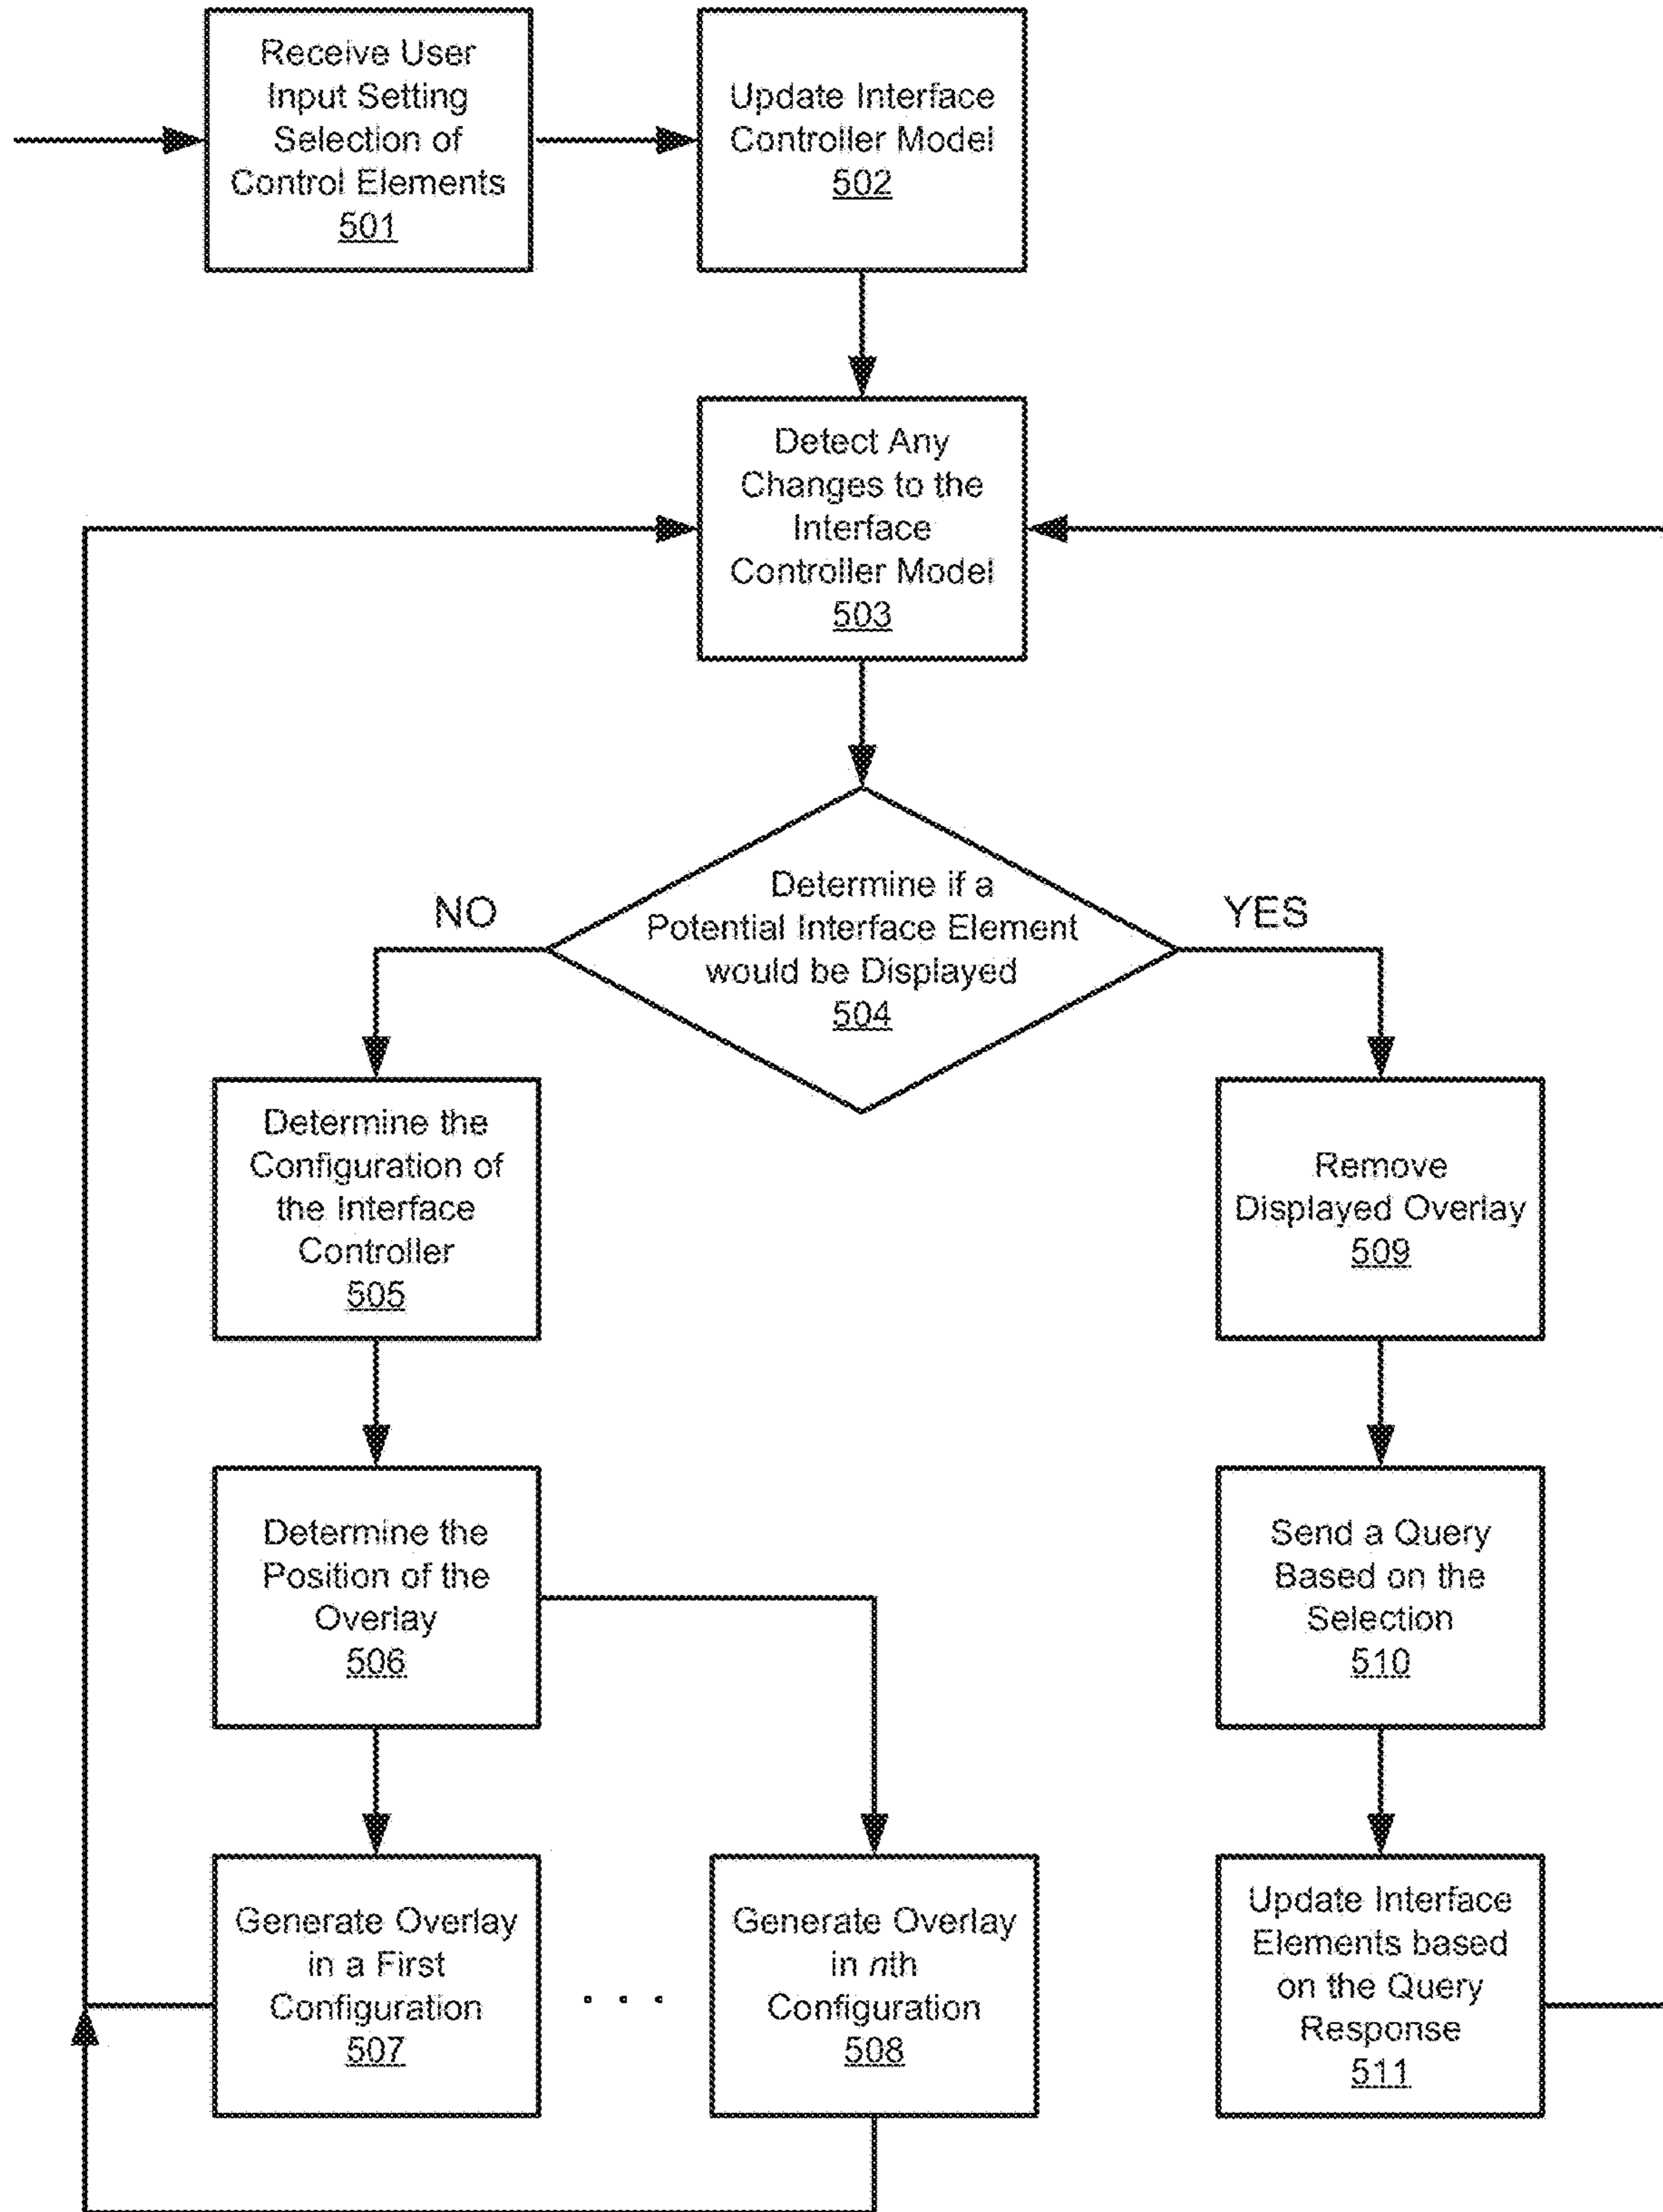 Receive User
Input Setting
Selection of
Control Elements
501
Update Interface
Controller Model
502
Detect Any
Changes to the
Interface
Controller Model
503
Determine if a
Potential Interface Element
would be Displayed
504
NO
YES
Determine the
Configuration of
the Interface
Controller
505
Remove
Displayed Overlay
509
Determine the
Position of the
Overlay
506
Send a Query
Based on the
Selection
510
Generate Overlay
in a First
Configuration
507
. . .
Generate Overlay
in nth
Configuration
508
Update Interface
Elements based
on the Query
Response
511